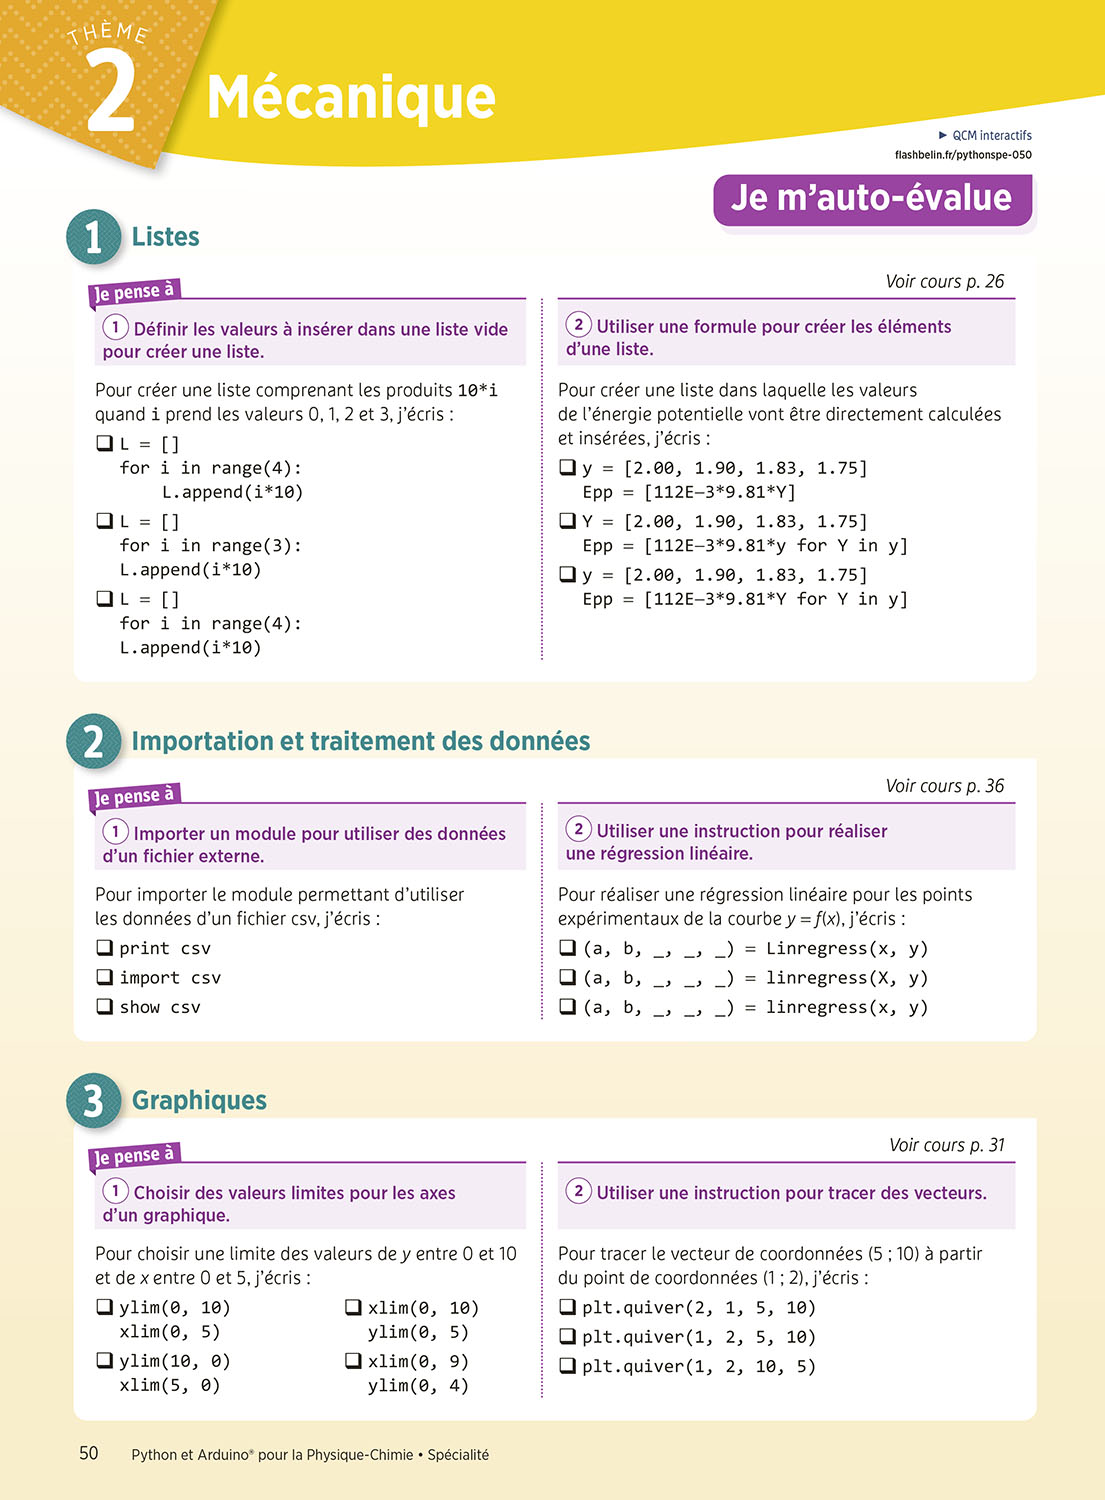 THÈME
2
Mécanique
► QCM interactifs
flashbelin.fr/pythonspe-050
Je m’auto-évalue
1 Listes
Voir cours p. 26
Je pense à
1 Définir les valeurs à insérer dans une liste vide
pour créer une liste.
Pour créer une liste comprenant les produits 10*i
quand i prend les valeurs 0, 1, 2 et 3, j’écris :
❑ L = []
for i in range(4):
    L.append(i*10)
❑ L = []
for i in range(3):
L.append(i*10)
❑ L = []
for i in range(4):
L.append(i*10)
2 Utiliser une formule pour créer les éléments
d’une liste.
Pour créer une liste dans laquelle les valeurs
de l’énergie potentielle vont être directement calculées
et insérées, j’écris :
❑ y = [2.00, 1.90, 1.83, 1.75]
Epp = [112E–3*9.81*Y]
❑ Y = [2.00, 1.90, 1.83, 1.75]
Epp = [112E–3*9.81*y for Y in y]
❑ y = [2.00, 1.90, 1.83, 1.75]
Epp = [112E–3*9.81*Y for Y in y]
2 Importation et traitement des données
Voir cours p. 36
Je pense à
1 Importer un module pour utiliser des données
d’un fichier externe.
Pour importer le module permettant d’utiliser
les données d’un fichier csv, j’écris :
❑ print csv
❑ import csv
❑ show csv
2 Utiliser une instruction pour réaliser
une régression linéaire.
Pour réaliser une régression linéaire pour les points
expérimentaux de la courbe y = f(x), j’écris :
❑ (a, b, _, _, _) = Linregress(x, y)
❑ (a, b, _, _, _) = linregress(X, y)
❑ (a, b, _, _, _) = linregress(x, y)
3 Graphiques
Voir cours p. 31
Je pense à
1 Choisir des valeurs limites pour les axes
d’un graphique.
Pour choisir une limite des valeurs de y entre 0 et 10
et de x entre 0 et 5, j’écris :
❑ ylim(0, 10)
xlim(0, 5)
❑ ylim(10, 0)
xlim(5, 0)
❑ xlim(0, 10)
ylim(0, 5)
❑ xlim(0, 9)
ylim(0, 4)
2 Utiliser une instruction pour tracer des vecteurs.
Pour tracer le vecteur de coordonnées (5 ; 10) à partir
du point de coordonnées (1 ; 2), j’écris :
❑ plt.quiver(2, 1, 5, 10)
❑ plt.quiver(1, 2, 5, 10)
❑ plt.quiver(1, 2, 10, 5)
50 Python et Arduino® pour la Physique-Chimie • Spécialité